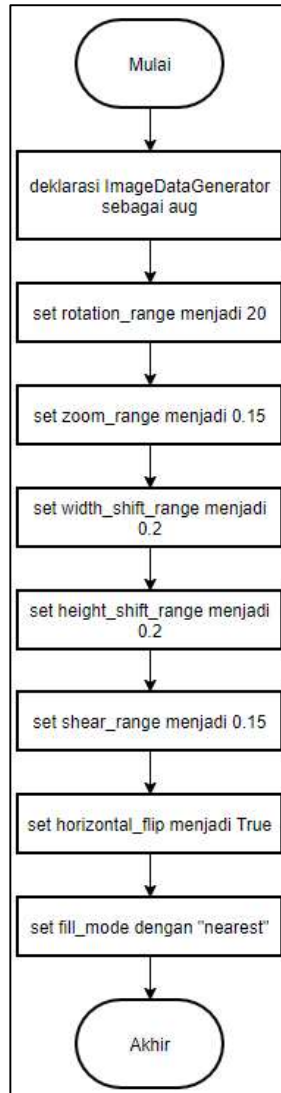 Mulai
deklarasi ImageDataGenerator
sebagai aug
set rotation_range menjadi 20
set zoom_range menjadi 0.15
set width_shift_range menjadi
0.2
set height_shift_range menjadi
0.2
set shear_range menjadi 0.15
set horizontal_flip menjadi True
set fill_mode dengan "nearest"
Akhir